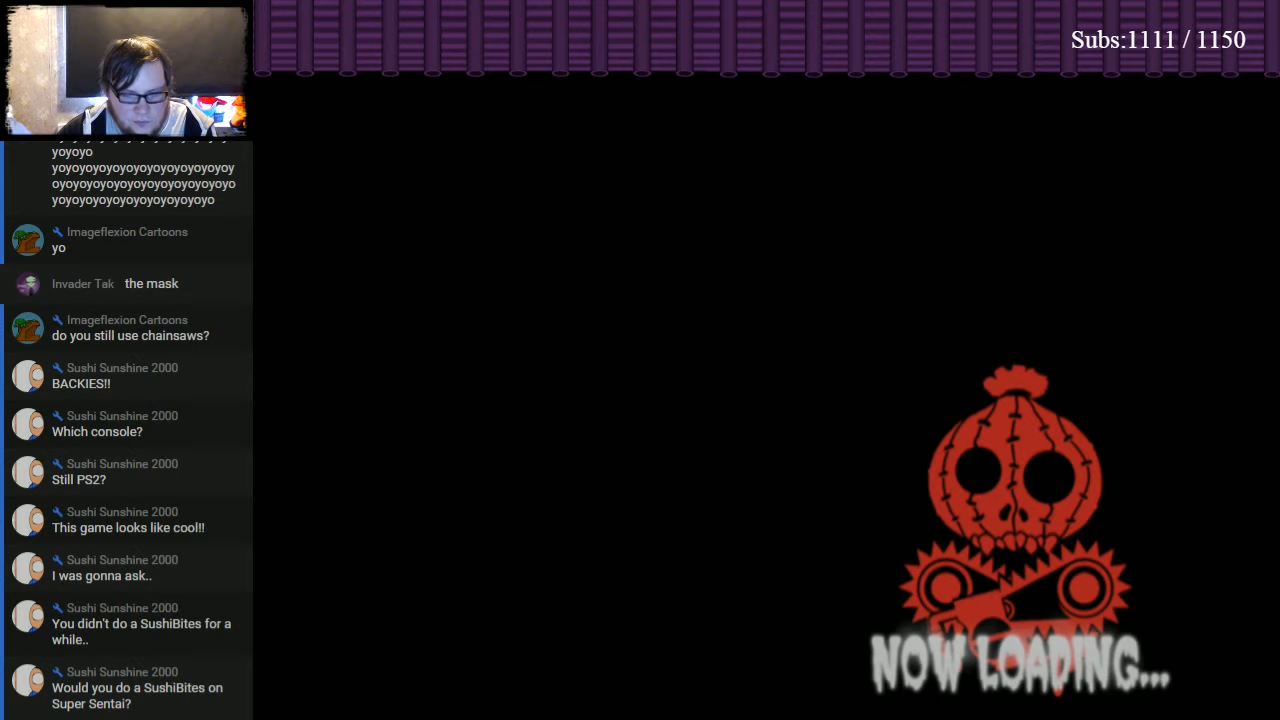 Subs:1111 / 1150
yoyoyo
yoyoyoyoyoyoyoyoyoyoyoyoyoy
oyoyoyoyoyoyoyoyoyoyoyoyoyo
yoyoyoyoyoyoyoyoyoyoyoyo
Imageflexion Cartoons
yo
Invader Tak the mask
Imageflexion Cartoons
do you still use chainsaws?
Sushi Sunshine 2000
BACKIES!!
Sushi Sunshine 2000
Which console?
Sushi Sunshine 2000
Still PS2?
Sushi Sunshine 2000
This game looks like cool!!
Sushi Sunshine 2000
I was gonna ask..
Sushi Sunshine 2000
You didn't do a SushiBites for a
while..
Sushi Sunshine 2000
Would you do a SushiBites on
Super Sentai?
NOW LOADING...